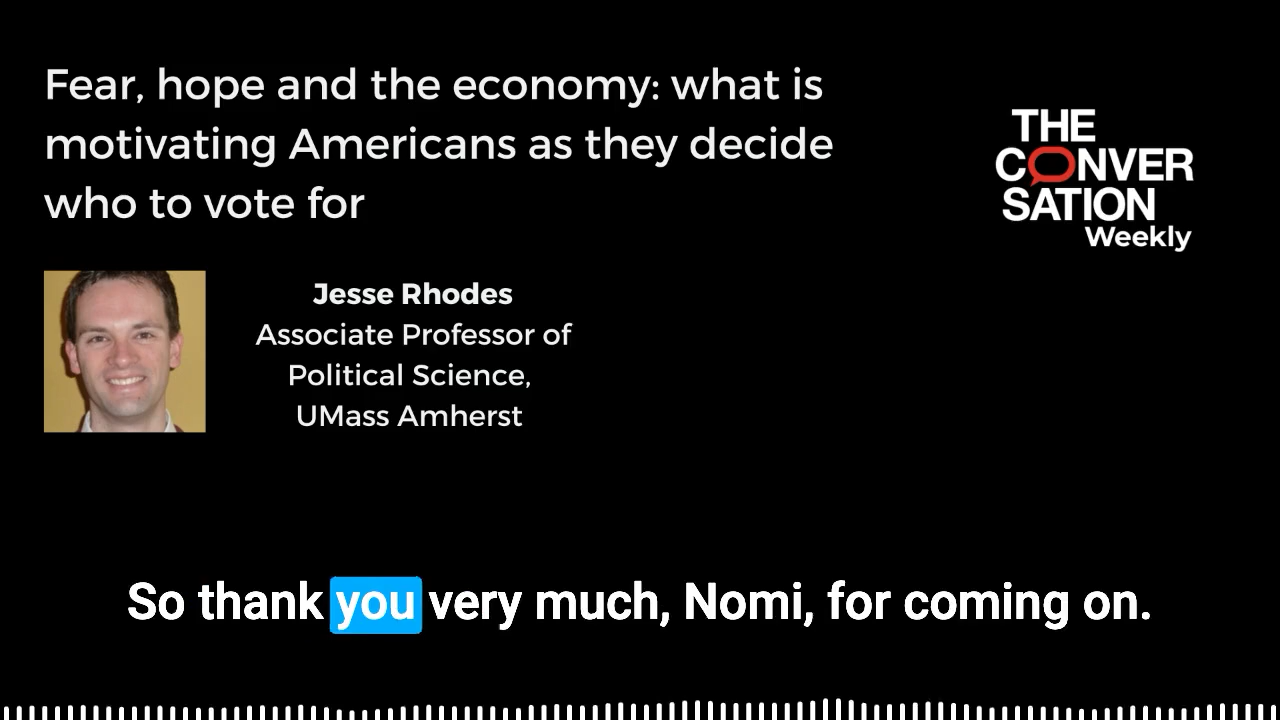 Fear, hope and the economy: what is
motivating Americans as they decide
who to vote for
THE
CONVER
SATION
Weekly
Jesse Rhodes
Associate Professor of
Political Science,
UMass Amherst
So thank you very much, Nomi, for coming on.